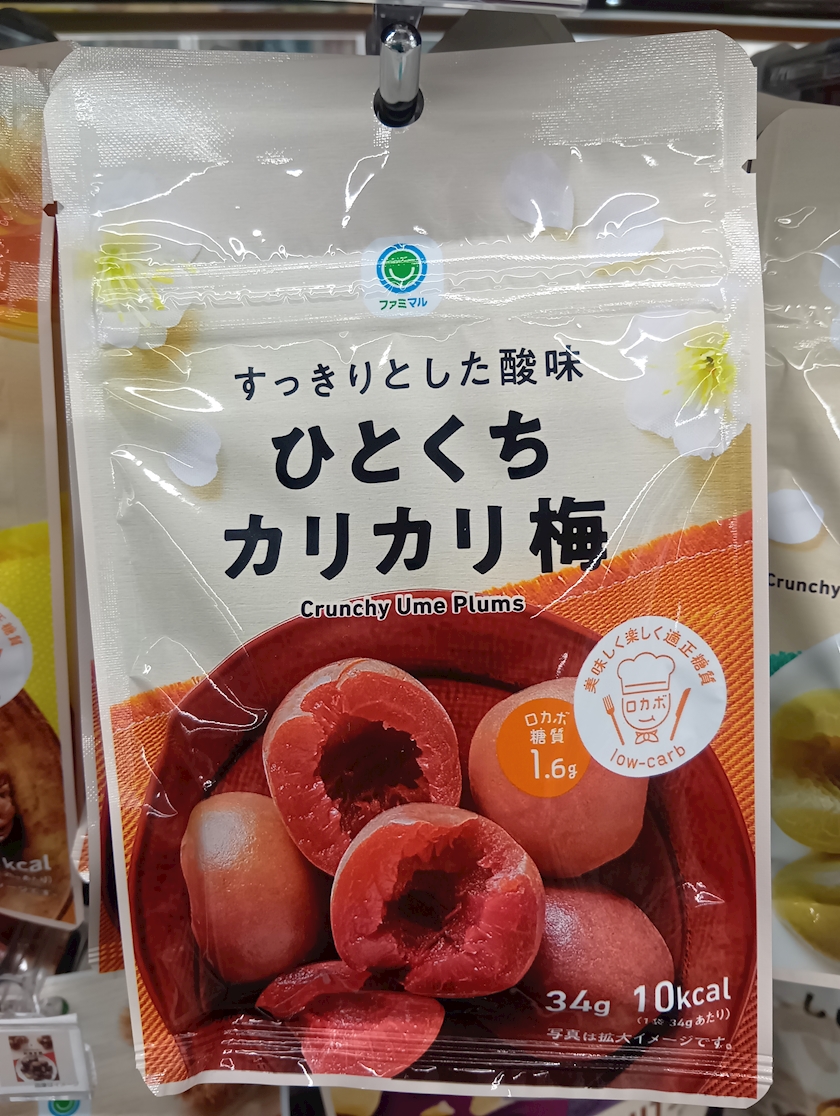 ファミマル
すっきりとした酸味
ひとくち
カリカリ梅
Crunchy Ume Plums
美味しく楽しく適正糖質
ロカボ
low-carb
ロカボ
糖質
1.6g
34g 10kcal
(1袋 34gあたり)
写真は拡大イメージです。
kcal
Crunchy